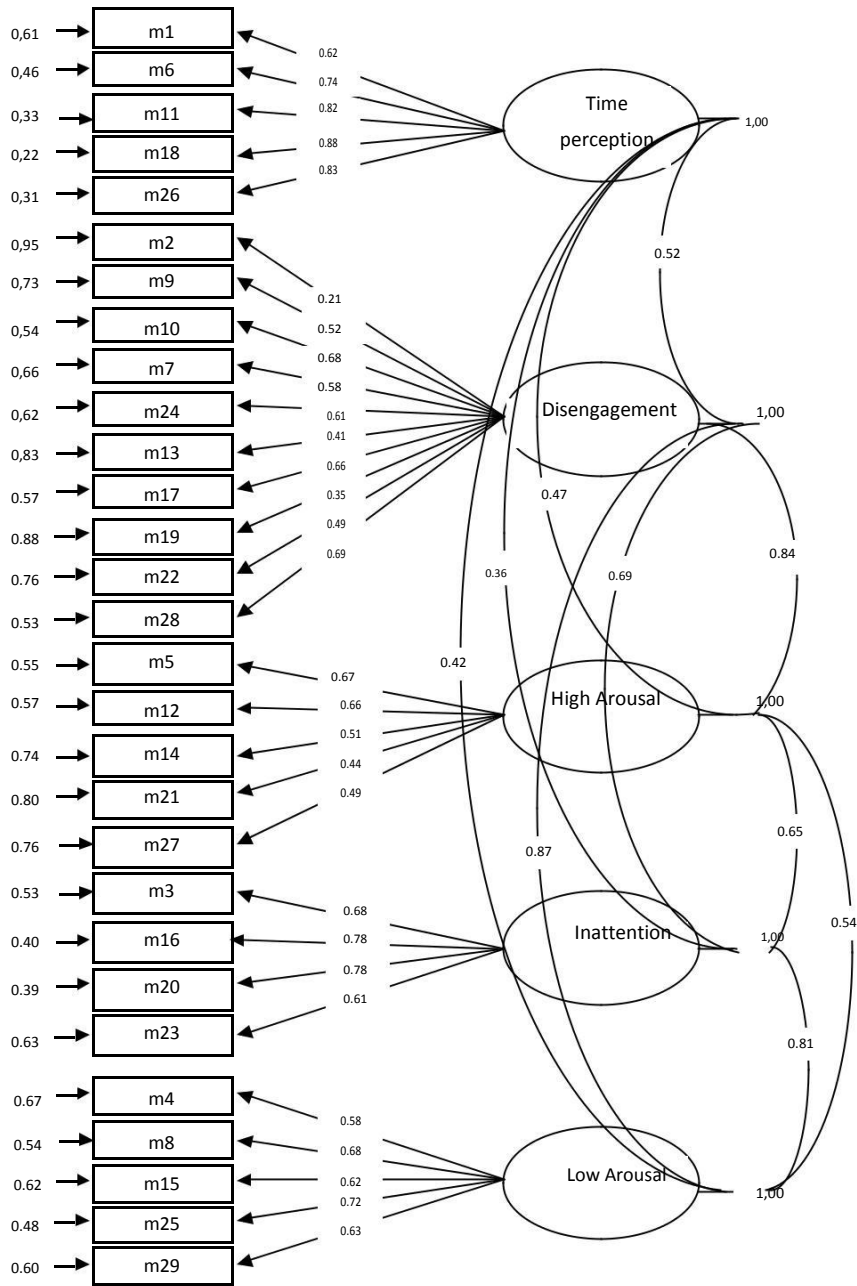 0,61 m1
0,46 m6
0,33 m11
0,22 m18
0,31 m26
0.62
0.74
0.82
0.88
0.83
Time
perception
1,00
0,95 m2
0,73 m9
0,54 m10
0,66 m7
0,62 m24
0,83 m13
0.57 m17
0.88 m19
0.76 m22
0.53 m28
0.21
0.52
0.68
0.58
0.61
0.41
0.66
0.35
0.49
0.69
Disengagement
1,00
0.52
0.47
0.36
0.69
0.84
0.42
0.55 m5
0.57 m12
0.74 m14
0.80 m21
0.76 m27
0.67
0.66
0.51
0.44
0.49
High Arousal
1,00
0.65
0.87
0.54
0.53 m3
0.40 m16
0.39 m20
0.63 m23
0.68
0.78
0.78
0.61
Inattention
1,00
0.81
0.67 m4
0.54 m8
0.62 m15
0.48 m25
0.60 m29
0.58
0.68
0.62
0.72
0.63
Low Arousal
1,00